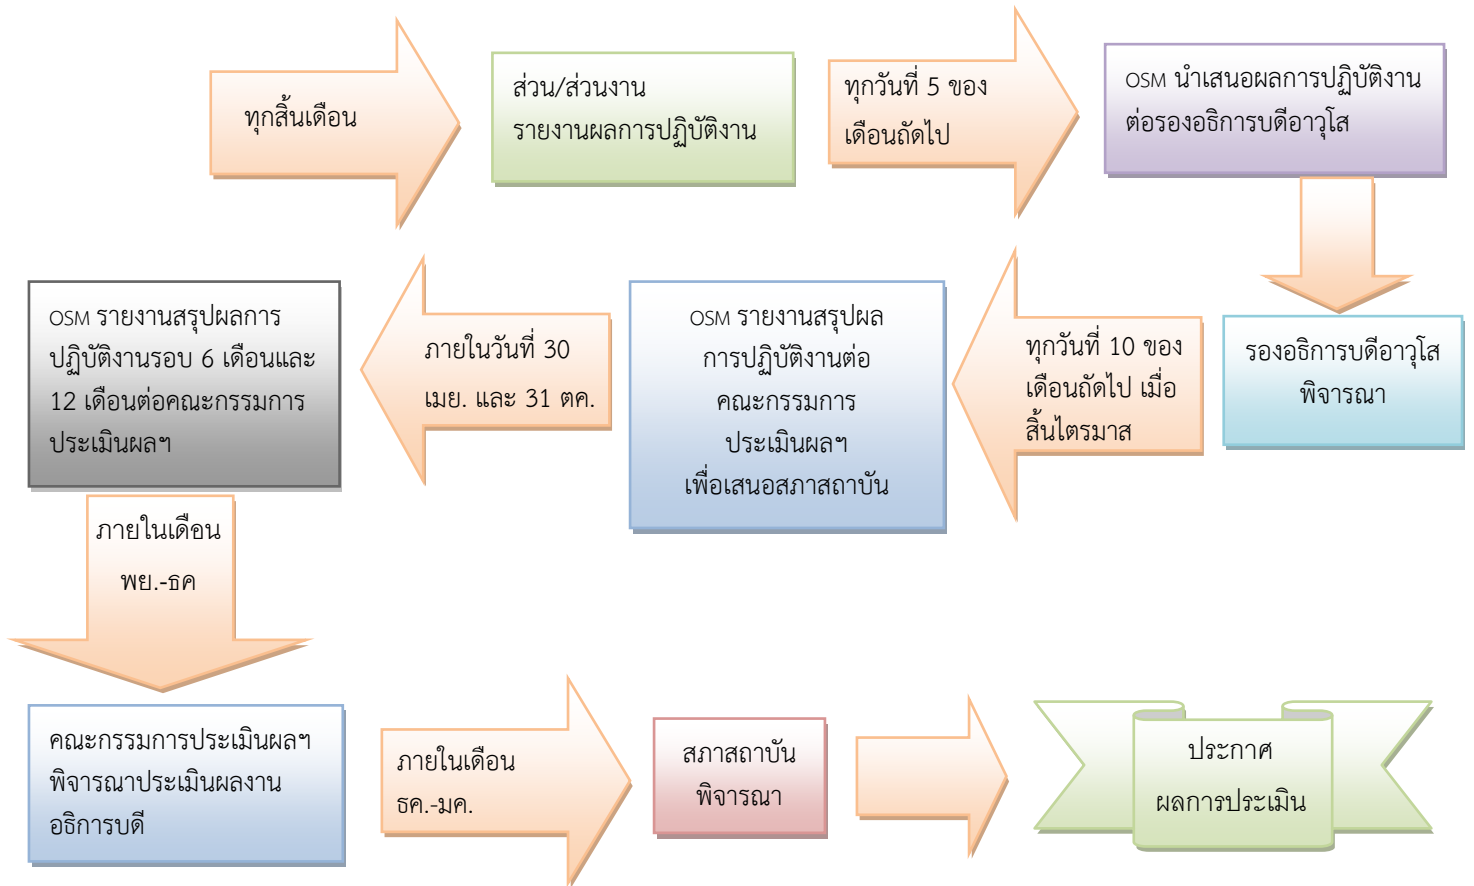 ทุกสิ้นเดือน
ส่วน/ส่วนงาน
รายงานผลการปฏิบัติงาน
ทุกวันที่ 5 ของ
เดือนถัดไป
OSM นำเสนอผลการปฏิบัติงาน
ต่อรองอธิการบดีอาวุโส
รองอธิการบดีอาวุโส
พิจารณา
ทุกวันที่ 10 ของ
เดือนถัดไป เมื่อ
สิ้นไตรมาส
OSM รายงานสรุปผล
การปฏิบัติงานต่อ
คณะกรรมการ
ประเมินผลฯ
เพื่อเสนอสภาสถาบัน
ภายในวันที่ 30
เมย. และ 31 ตค.
OSM รายงานสรุปผลการ
ปฏิบัติงานรอบ 6 เดือนและ
12 เดือนต่อคณะกรรมการ
ประเมินผลฯ
ภายในเดือน
พย.-ธค
คณะกรรมการประเมินผลฯ
พิจารณาประเมินผลงาน
อธิการบดี
ภายในเดือน
ธค.-มค.
สภาสถาบัน
พิจารณา
ประกาศ
ผลการประเมิน